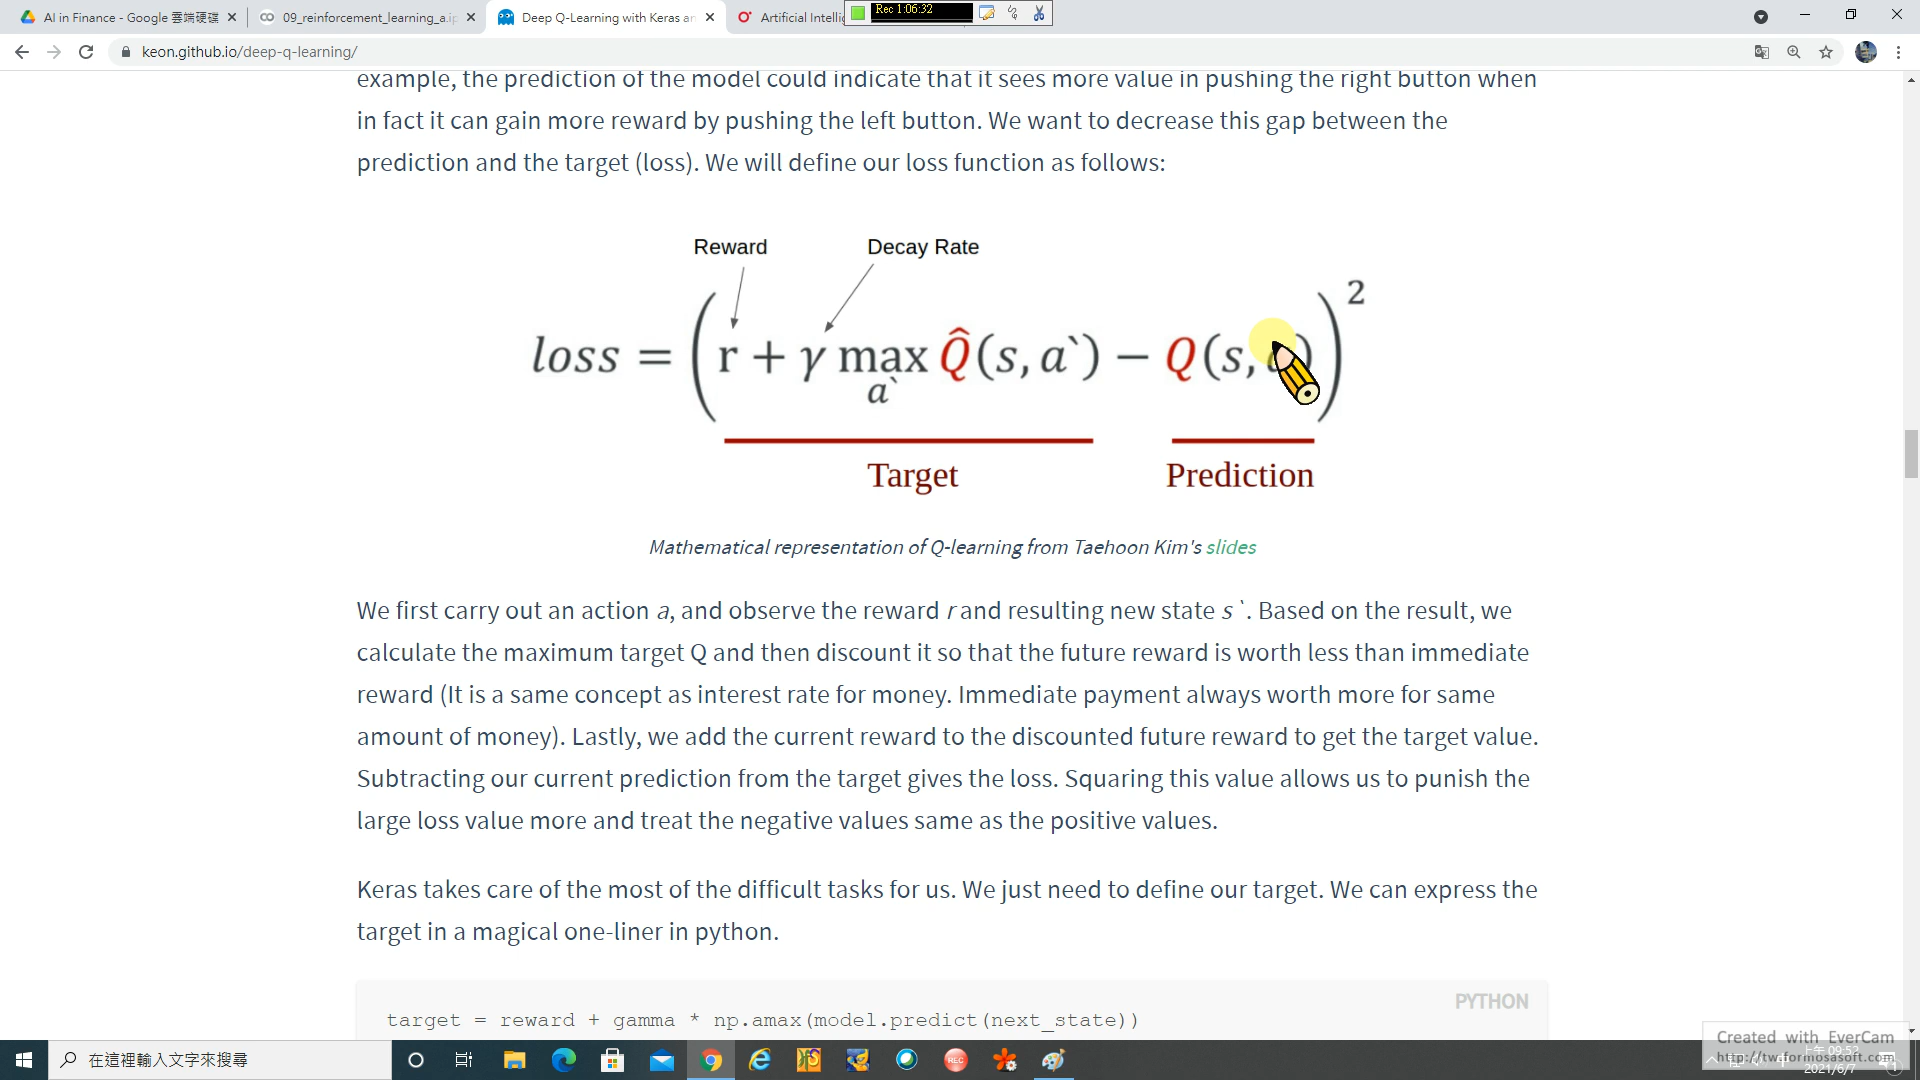 AI in Finance - Google 雲端硬碟
09_reinforcement_learning_a.ip
Deep Q-Learning with Keras an
Artificial Intelli
Rec 1:06:32
keon.github.io/deep-q-learning/
example, the prediction of the model could indicate that it sees more value in pushing the right button when
in fact it can gain more reward by pushing the left button. We want to decrease this gap between the
prediction and the target (loss). We will define our loss function as follows:
Reward
Decay Rate
loss = (r + γ max a` Q̂(s, a`) − Q(s, a))²
Target
Prediction
Mathematical representation of Q-learning from Taehoon Kim's slides
We first carry out an action a, and observe the reward r and resulting new state s `. Based on the result, we
calculate the maximum target Q and then discount it so that the future reward is worth less than immediate
reward (It is a same concept as interest rate for money. Immediate payment always worth more for same
amount of money). Lastly, we add the current reward to the discounted future reward to get the target value.
Subtracting our current prediction from the target gives the loss. Squaring this value allows us to punish the
large loss value more and treat the negative values same as the positive values.
Keras takes care of the most of the difficult tasks for us. We just need to define our target. We can express the
target in a magical one-liner in python.
PYTHON
target = reward + gamma * np.amax(model.predict(next_state))
在這裡輸入文字來搜尋
REC
Created with EverCam
http://twformosasoft.com
上午 09:52
2021/6/7